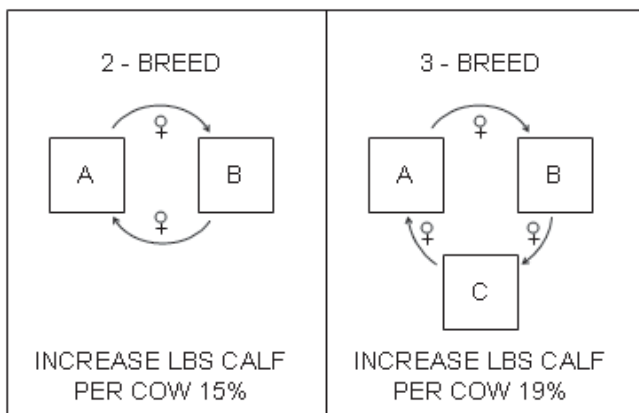 2 - BREED
♀
A
B
♀
INCREASE LBS CALF
PER COW 15%
3 - BREED
♀
A
B
♀
♀
C
INCREASE LBS CALF
PER COW 19%